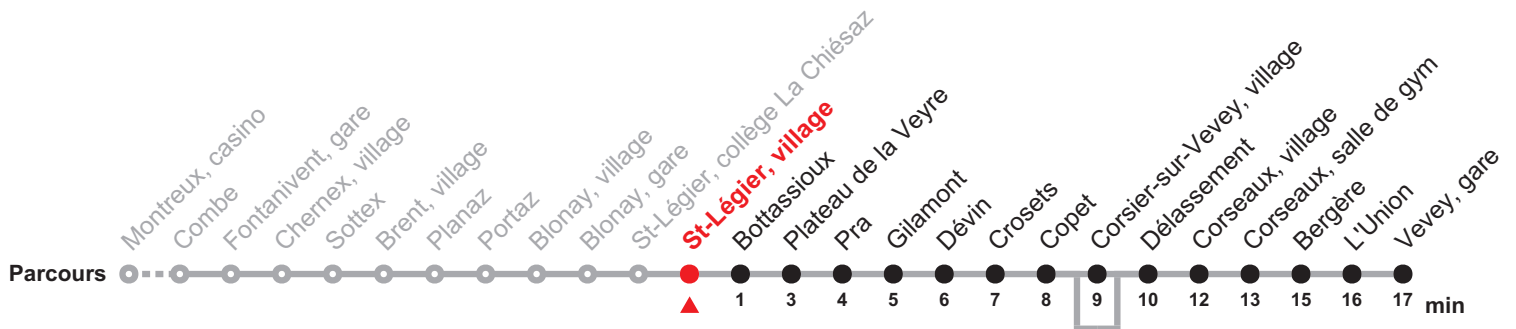 Montreux, casino
Combe
Fontanivent, gare
Chernex, village
Sottex
Brent, village
Planaz
Portaz
Blonay, village
Blonay, gare
St-Légier, collège La Chiésaz
St-Légier, village
Bottassioux
Plateau de la Veyre
Pra
Gilamont
Dévin
Crosets
Copet
Corsier-sur-Vevey, village
Délassement
Corseaux, village
Corseaux, salle de gym
Bergère
L'Union
Vevey, gare
Parcours
1 3 4 5 6 7 8 9 10 12 13 15 16 17 min